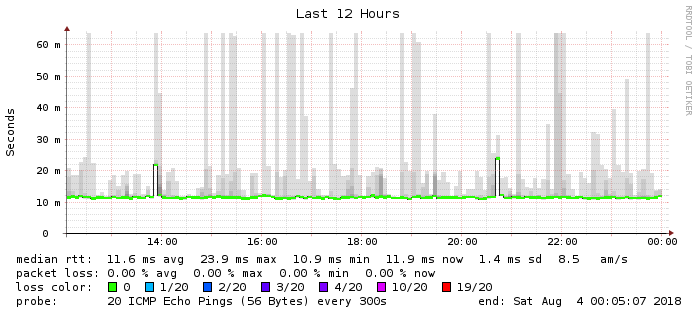 Last 12 Hours
RRDTOOL / TOBI OETIKER
Seconds
60 m
50 m
40 m
30 m
20 m
10 m
0
14:00 16:00 18:00 20:00 22:00 00:00
median rtt: 11.6 ms avg 23.9 ms max 10.9 ms min 11.9 ms now 1.4 ms sd 8.5 am/s
packet loss: 0.00 % avg 0.00 % max 0.00 % min 0.00 % now
loss color: 0 1/20 2/20 3/20 4/20 10/20 19/20
probe: 20 ICMP Echo Pings (56 Bytes) every 300s end: Sat Aug 4 00:05:07 2018